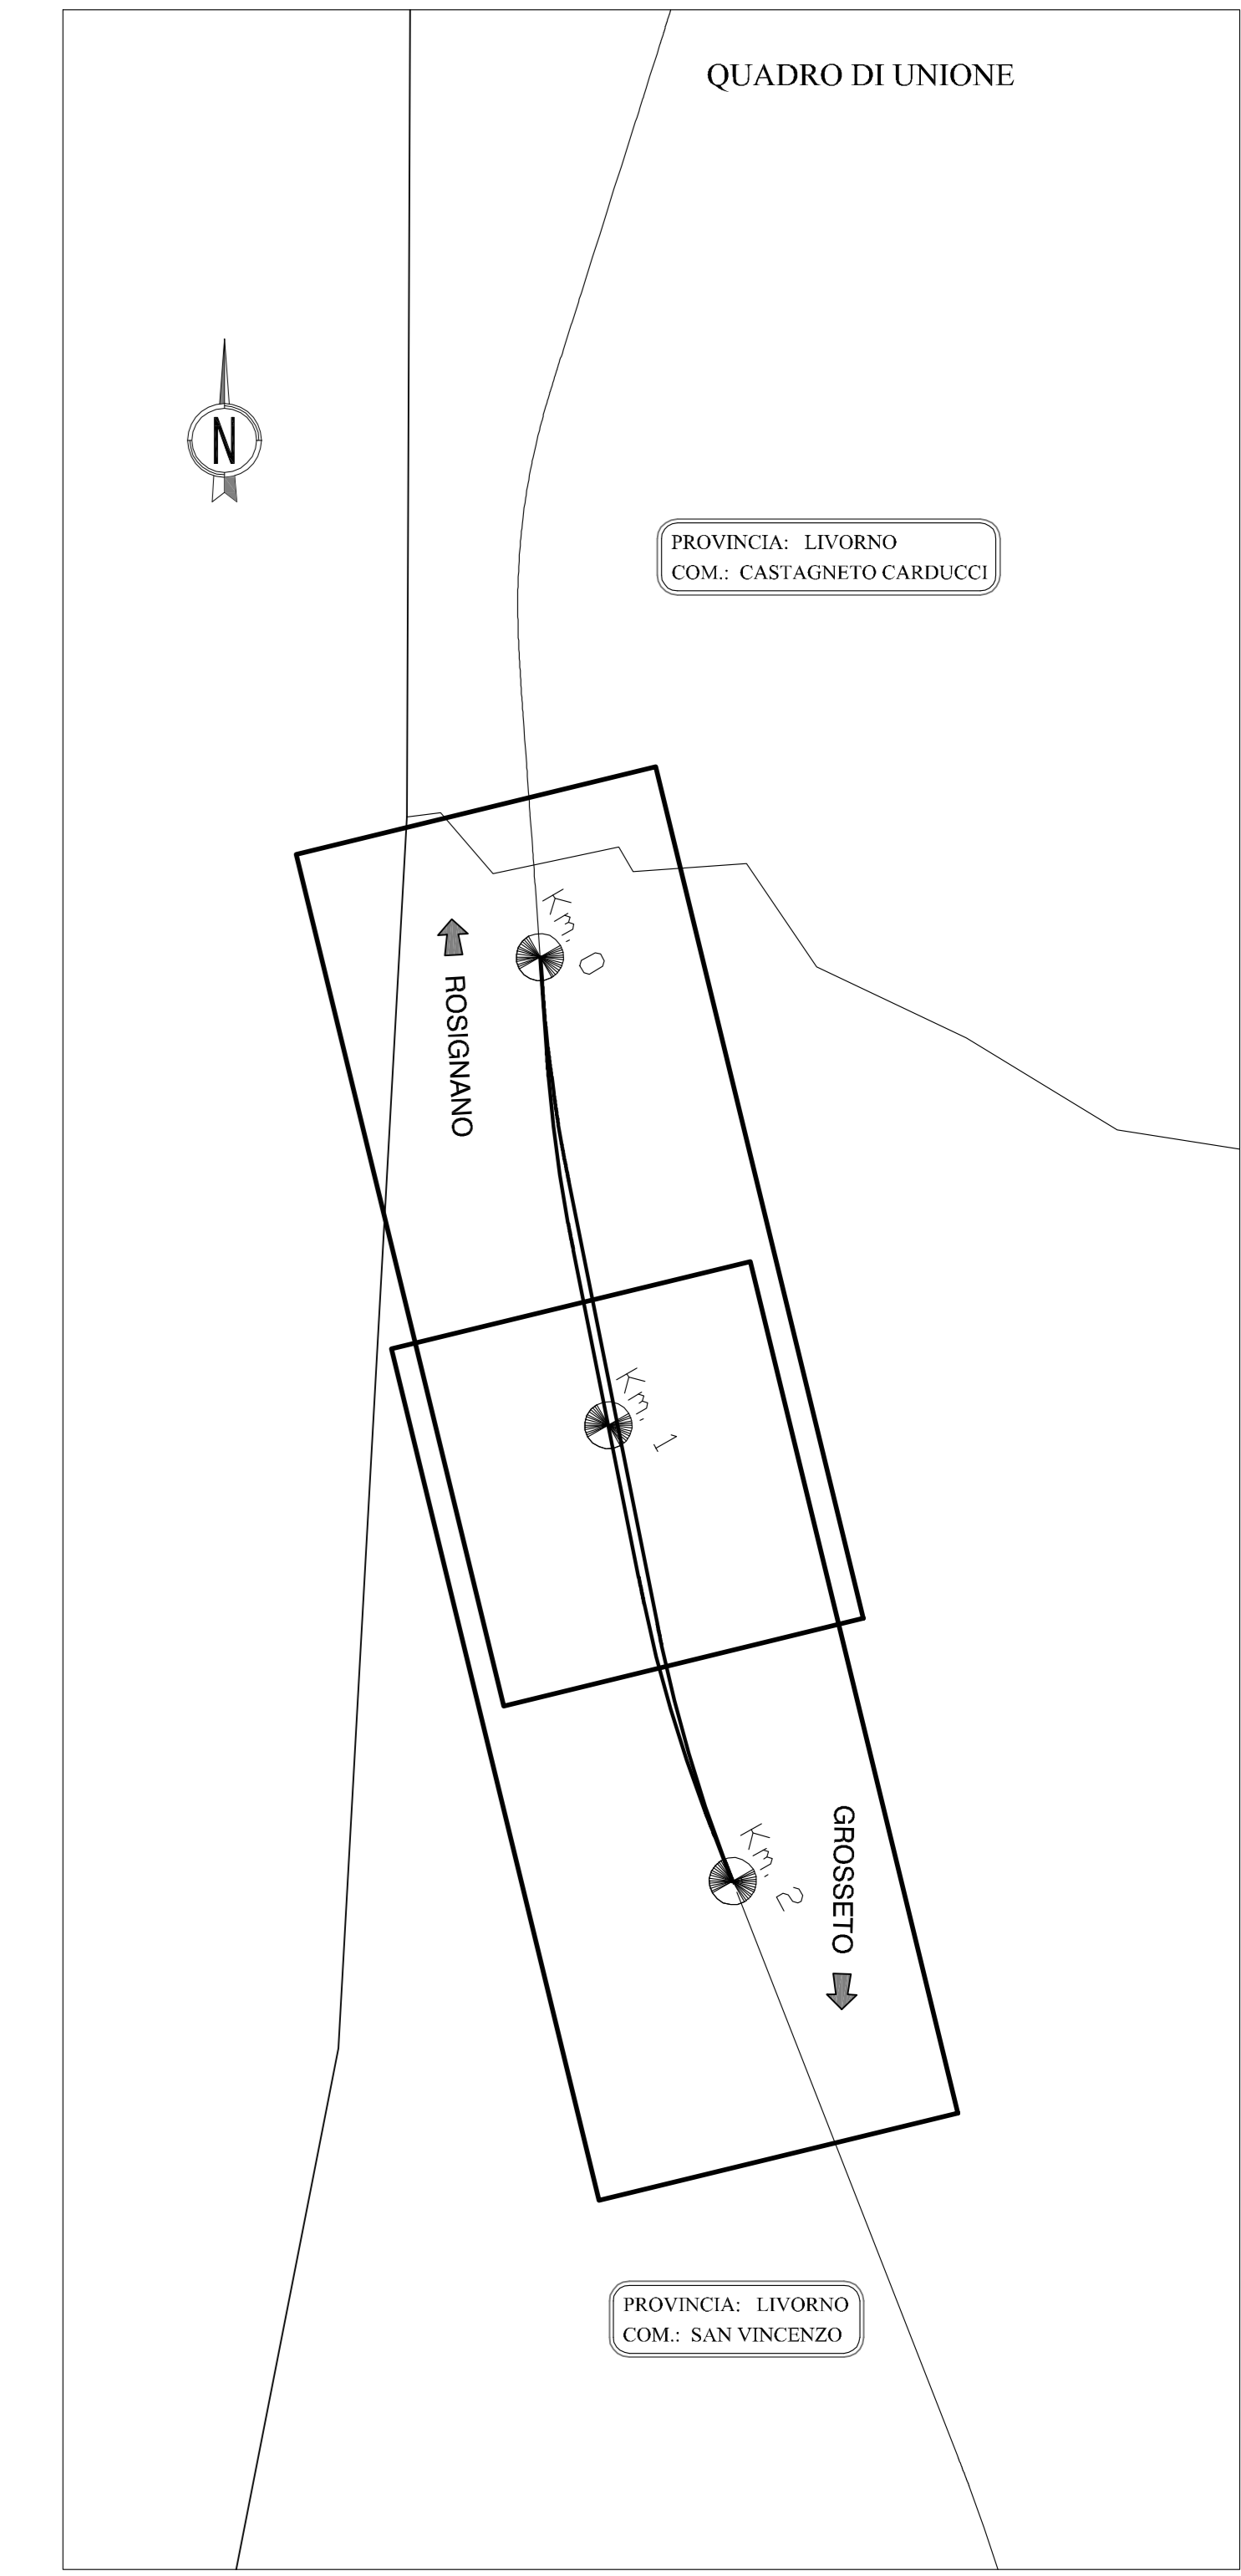 QUADRO DI UNIONE
N
PROVINCIA: LIVORNO
COM.: CASTAGNETO CARDUCCI
Km. 0
ROSIGNANO
Km. 1
Km. 2
GROSSETO
PROVINCIA: LIVORNO
COM.: SAN VINCENZO